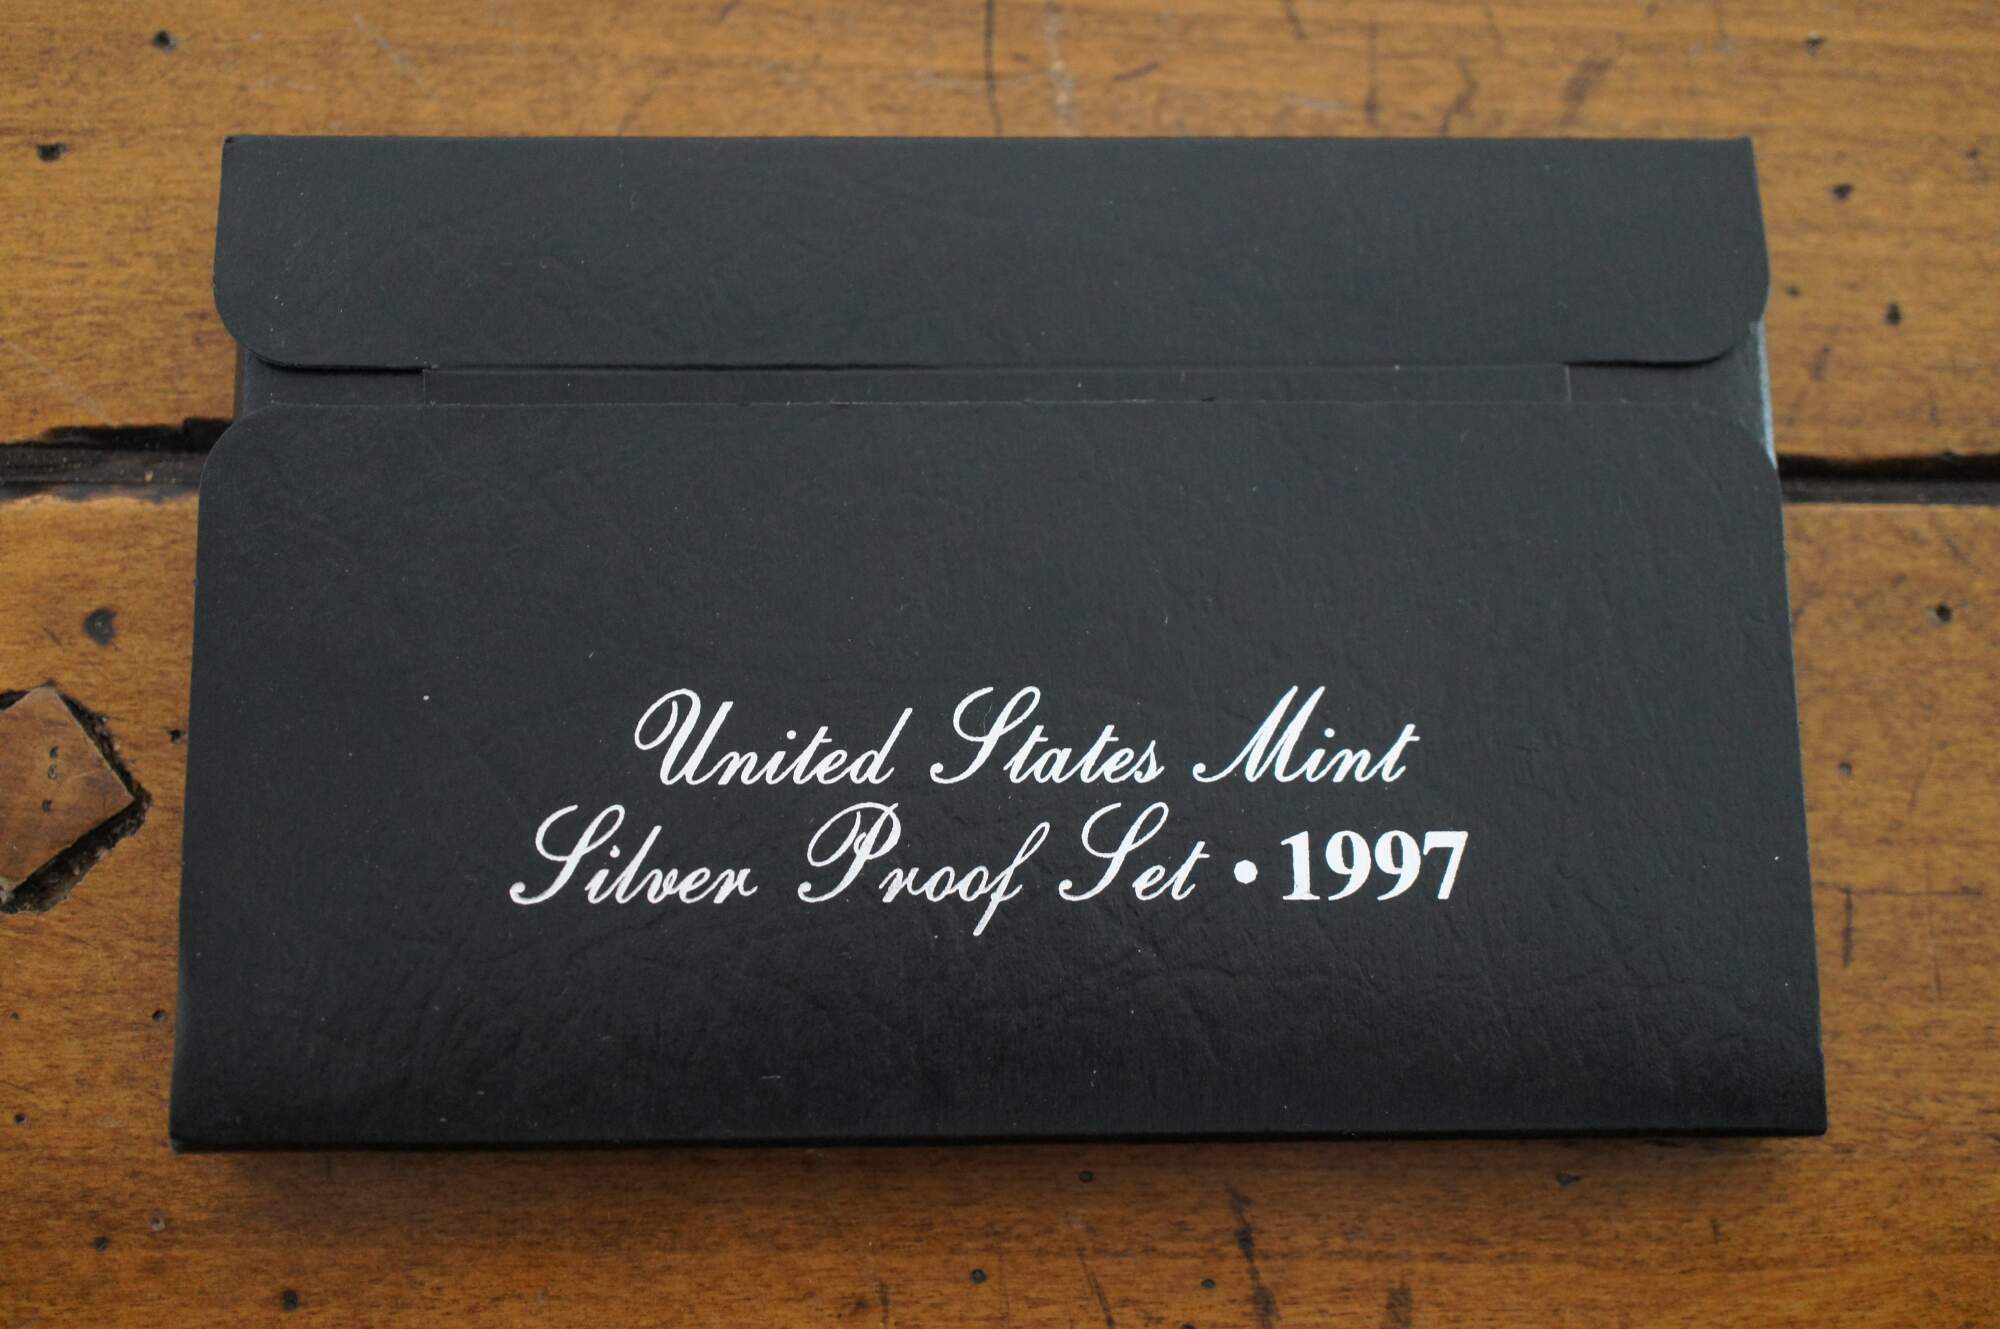 United States Mint
Silver Proof Set • 1997